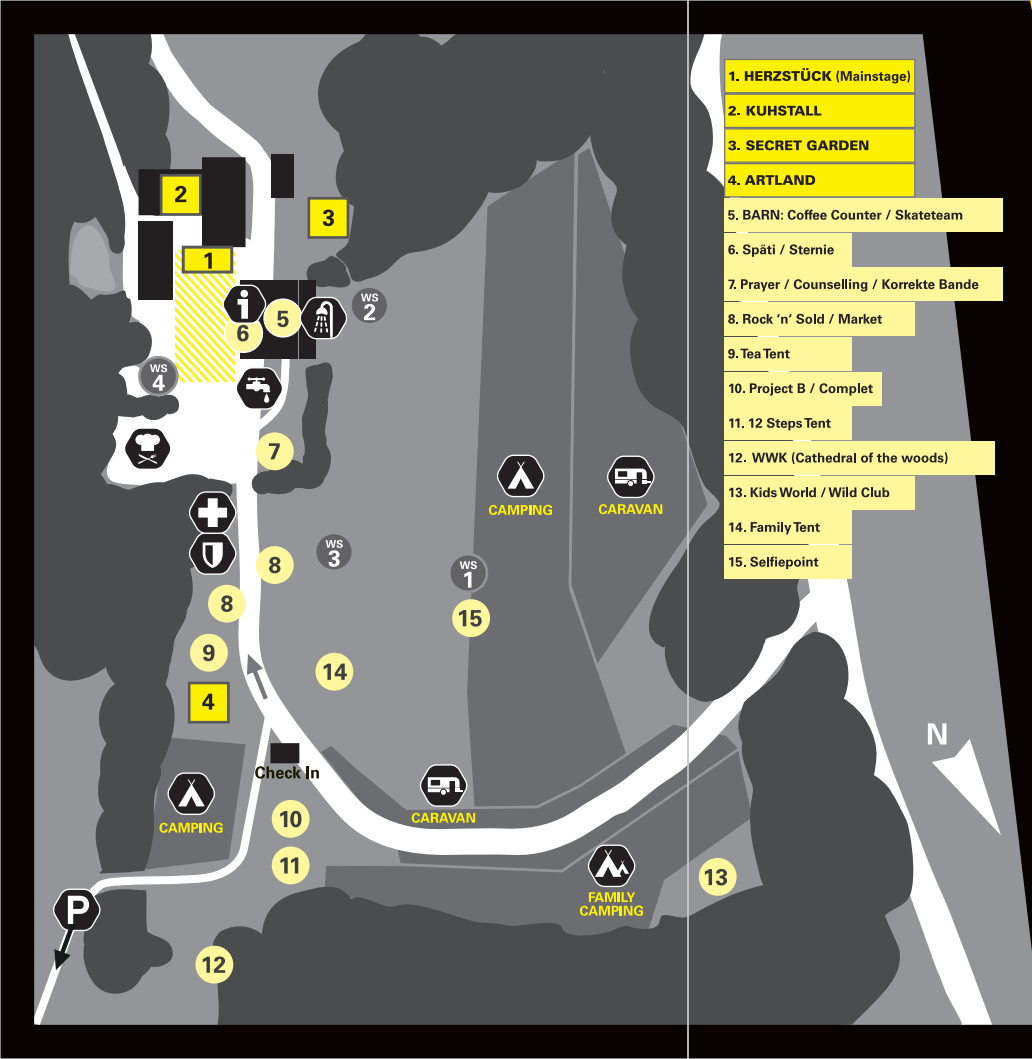 1. HERZSTÜCK (Mainstage)
2. KUHSTALL
3. SECRET GARDEN
4. ARTLAND
5. BARN: Coffee Counter / Skateteam
6. Späti / Sternie
7. Prayer / Counselling / Korrekte Bande
8. Rock ‘n‘ Sold / Market
9. Tea Tent
10. Project B / Complet
11. 12 Steps Tent
12. WWK (Cathedral of the woods)
13. Kids World / Wild Club
14. Family Tent
15. Selfiepoint
2
3
1
i
6
5
WS
2
WS
4
7
CAMPING
CARAVAN
WS
3
WS
1
8
8
15
9
14
4
N
Check In
CARAVAN
CAMPING
10
11
13
FAMILY
CAMPING
P
12